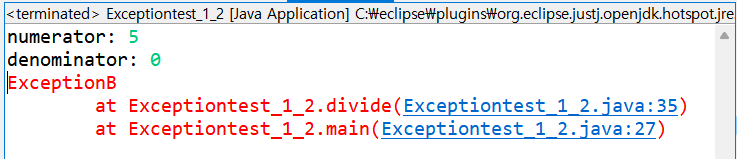 <terminated> Exceptiontest_1_2 [Java Application] C:₩eclipse₩plugins₩org.eclipse.justj.openjdk.hotspot.jre
numerator: 5
denominator: 0
ExceptionB
        at Exceptiontest_1_2.divide(Exceptiontest_1_2.java:35)
        at Exceptiontest_1_2.main(Exceptiontest_1_2.java:27)